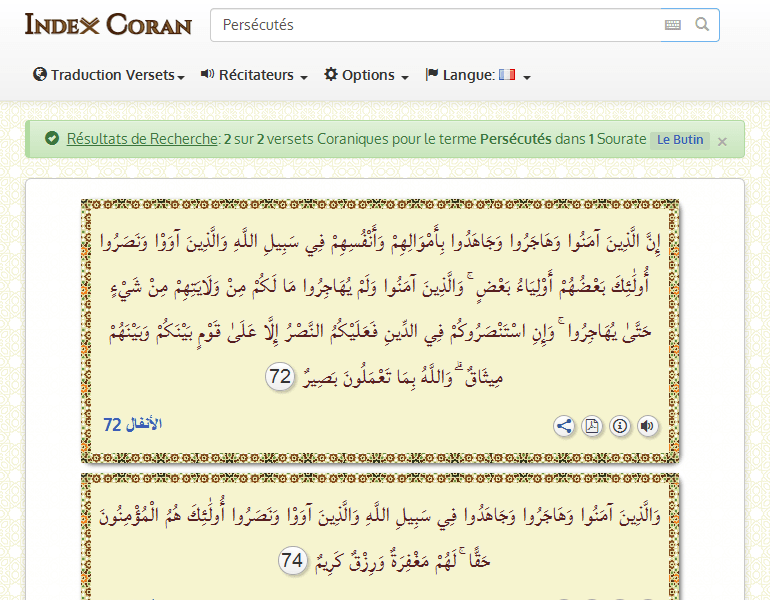 Index Coran
Persécutés
Traduction Versets Récitateurs Options Langue:
Résultats de Recherche: 2 sur 2 versets Coraniques pour le terme Persécutés dans 1 Sourate Le Butin ×
إِنَّ الَّذِينَ آمَنُوا وَهَاجَرُوا وَجَاهَدُوا بِأَمْوَالِهِمْ وَأَنْفُسِهِمْ فِي سَبِيلِ اللَّهِ وَالَّذِينَ آوَوْا وَنَصَرُوا
أُولَٰئِكَ بَعْضُهُمْ أَوْلِيَاءُ بَعْضٍ ۚ وَالَّذِينَ آمَنُوا وَلَمْ يُهَاجِرُوا مَا لَكُمْ مِنْ وَلَايَتِهِمْ مِنْ شَيْءٍ
حَتَّىٰ يُهَاجِرُوا ۚ وَإِنِ اسْتَنْصَرُوكُمْ فِي الدِّينِ فَعَلَيْكُمُ النَّصْرُ إِلَّا عَلَىٰ قَوْمٍ بَيْنَكُمْ وَبَيْنَهُمْ
مِيثَاقٌ ۗ وَاللَّهُ بِمَا تَعْمَلُونَ بَصِيرٌ 72
الأنفال 72
وَالَّذِينَ آمَنُوا وَهَاجَرُوا وَجَاهَدُوا فِي سَبِيلِ اللَّهِ وَالَّذِينَ آوَوْا وَنَصَرُوا أُولَٰئِكَ هُمُ الْمُؤْمِنُونَ
حَقًّا ۚ لَهُمْ مَغْفِرَةٌ وَرِزْقٌ كَرِيمٌ 74